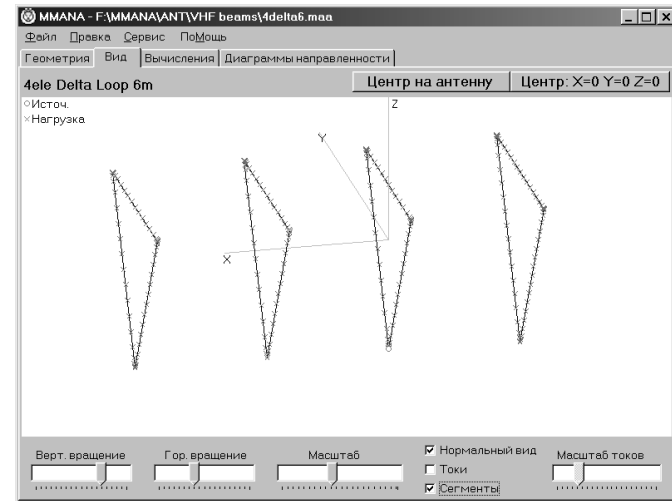 MMANA - F:\MMANA\ANT\VHF beams\4delta6.maa
Файл Правка Сервис ПоМощь
Геометрия Вид Вычисления Диаграммы направленности
4ele Delta Loop 6m Центр на антенну Центр: X=0 Y=0 Z=0
Источ. Z
Нагрузка
Y
X
Верт. вращение Гор. вращение Масштаб Нормальный вид Масштаб токов
Токи
Сегменты